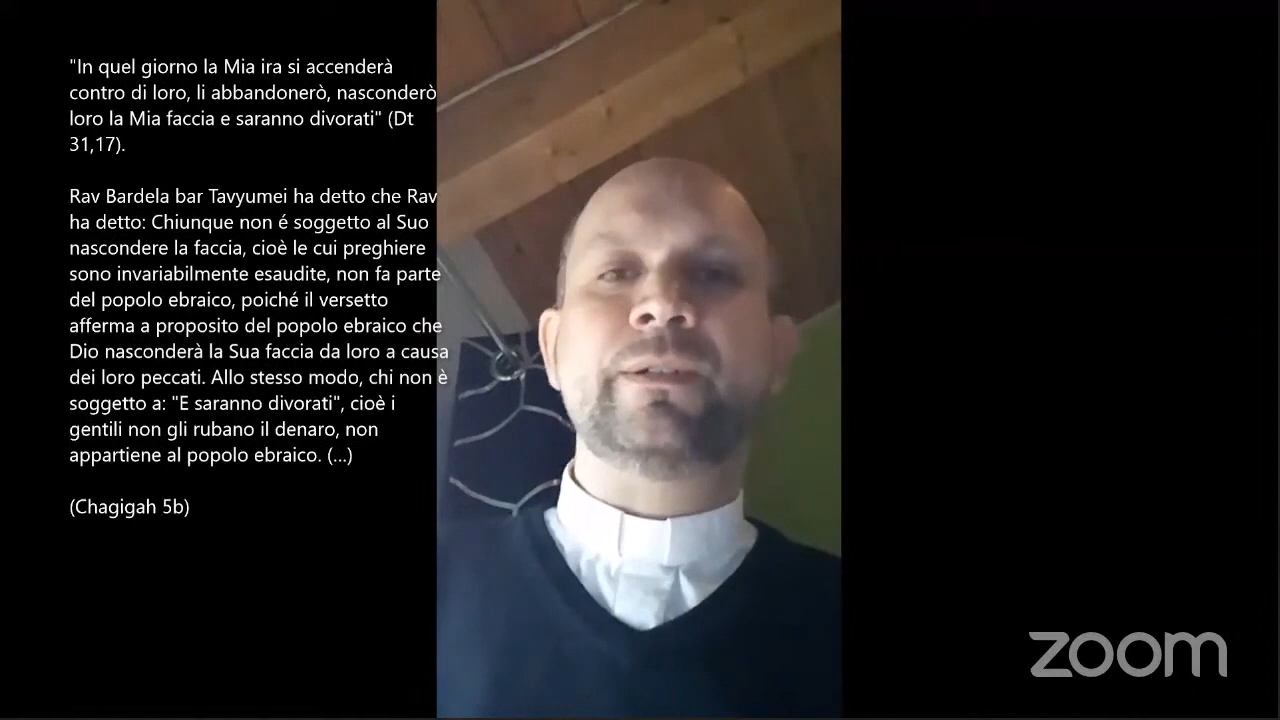 "In quel giorno la Mia ira si accenderà
contro di loro, li abbandonerò, nasconderò
loro la Mia faccia e saranno divorati" (Dt
31,17).
Rav Bardela bar Tavyumei ha detto che Rav
ha detto: Chiunque non é soggetto al Suo
nascondere la faccia, cioè le cui preghiere
sono invariabilmente esaudite, non fa parte
del popolo ebraico, poiché il versetto
afferma a proposito del popolo ebraico che
Dio nasconderà la Sua faccia da loro a causa
dei loro peccati. Allo stesso modo, chi non è
soggetto a: "E saranno divorati", cioè i
gentili non gli rubano il denaro, non
appartiene al popolo ebraico. (...)
(Chagigah 5b)
zoom